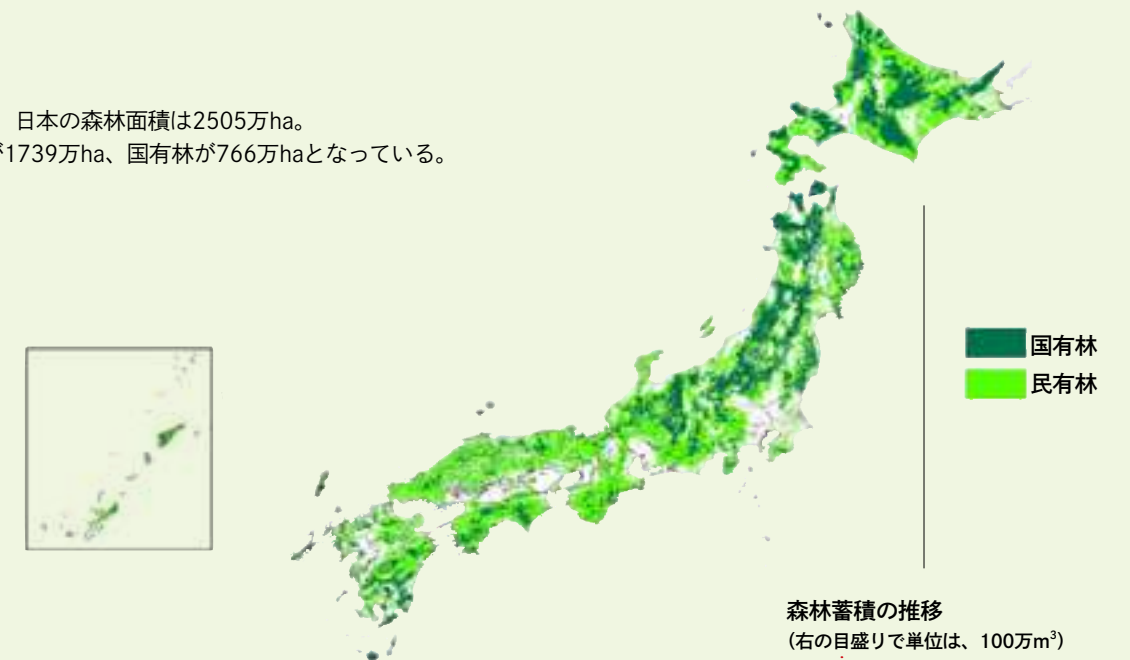 日本の森林面積は2505万ha。
が1739万ha、国有林が766万haとなっている。
国有林
民有林
森林蓄積の推移
(右の目盛りで単位は、100万m³)